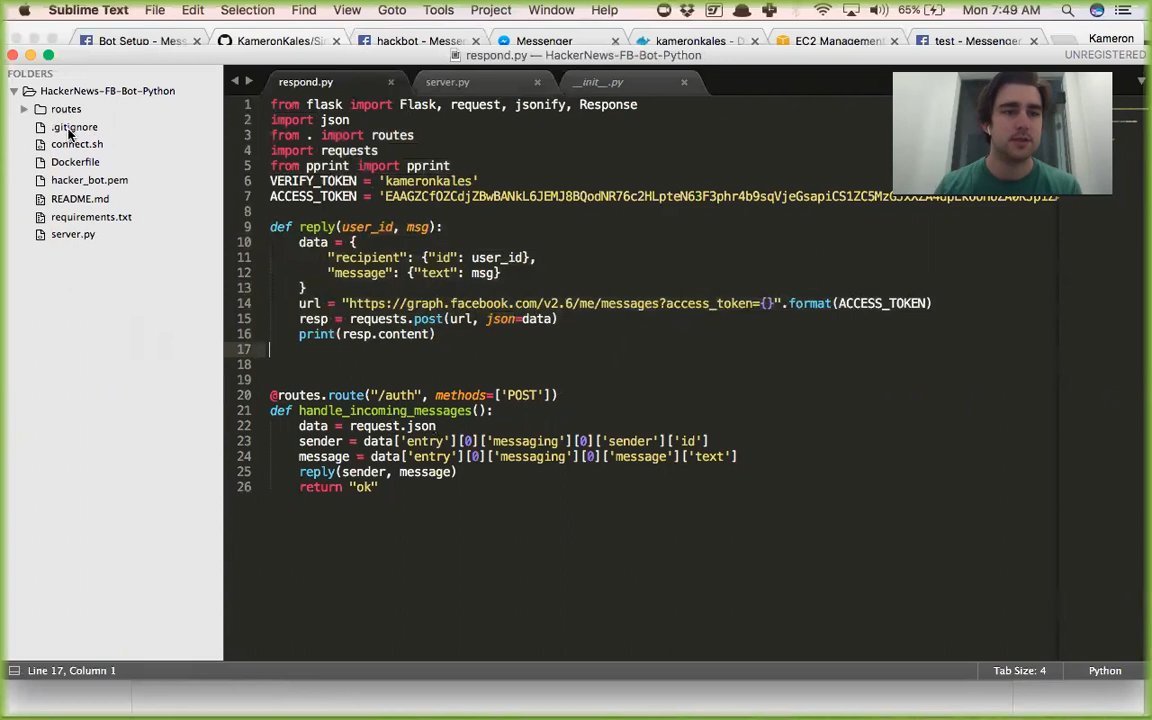 Sublime Text File Edit Selection Find View Goto Tools Project Window Help 65% Mon 7:49 AM
Bot Setup - Mess KameronKales/Si hackbot - Messen Messenger kameronkales/ - D EC2 Management test - Messenger Kameron
respond.py — HackerNews-FB-Bot-Python UNREGISTERED
FOLDERS
HackerNews-FB-Bot-Python
routes
.gitignore
connect.sh
Dockerfile
hacker_bot.pem
README.md
requirements.txt
server.py
respond.py server.py __init__.py
1 from flask import Flask, request, jsonify, Response
2 import json
3 from . import routes
4 import requests
5 from pprint import pprint
6 VERIFY_TOKEN = 'kameronkales'
7 ACCESS_TOKEN =
8
9 def reply(user_id, msg):
10 data = {
11 "recipient": {"id": user_id},
12 "message": {"text": msg}
13 }
14 url = "https://graph.facebook.com/v2.6/me/messages?access_token={}".format(ACCESS_TOKEN)
15 resp = requests.post(url, json=data)
16 print(resp.content)
17
18
19
20 @routes.route("/auth", methods=['POST'])
21 def handle_incoming_messages():
22 data = request.json
23 sender = data['entry'][0]['messaging'][0]['sender']['id']
24 message = data['entry'][0]['messaging'][0]['message']['text']
25 reply(sender, message)
26 return "ok"
Line 17, Column 1 Tab Size: 4 Python